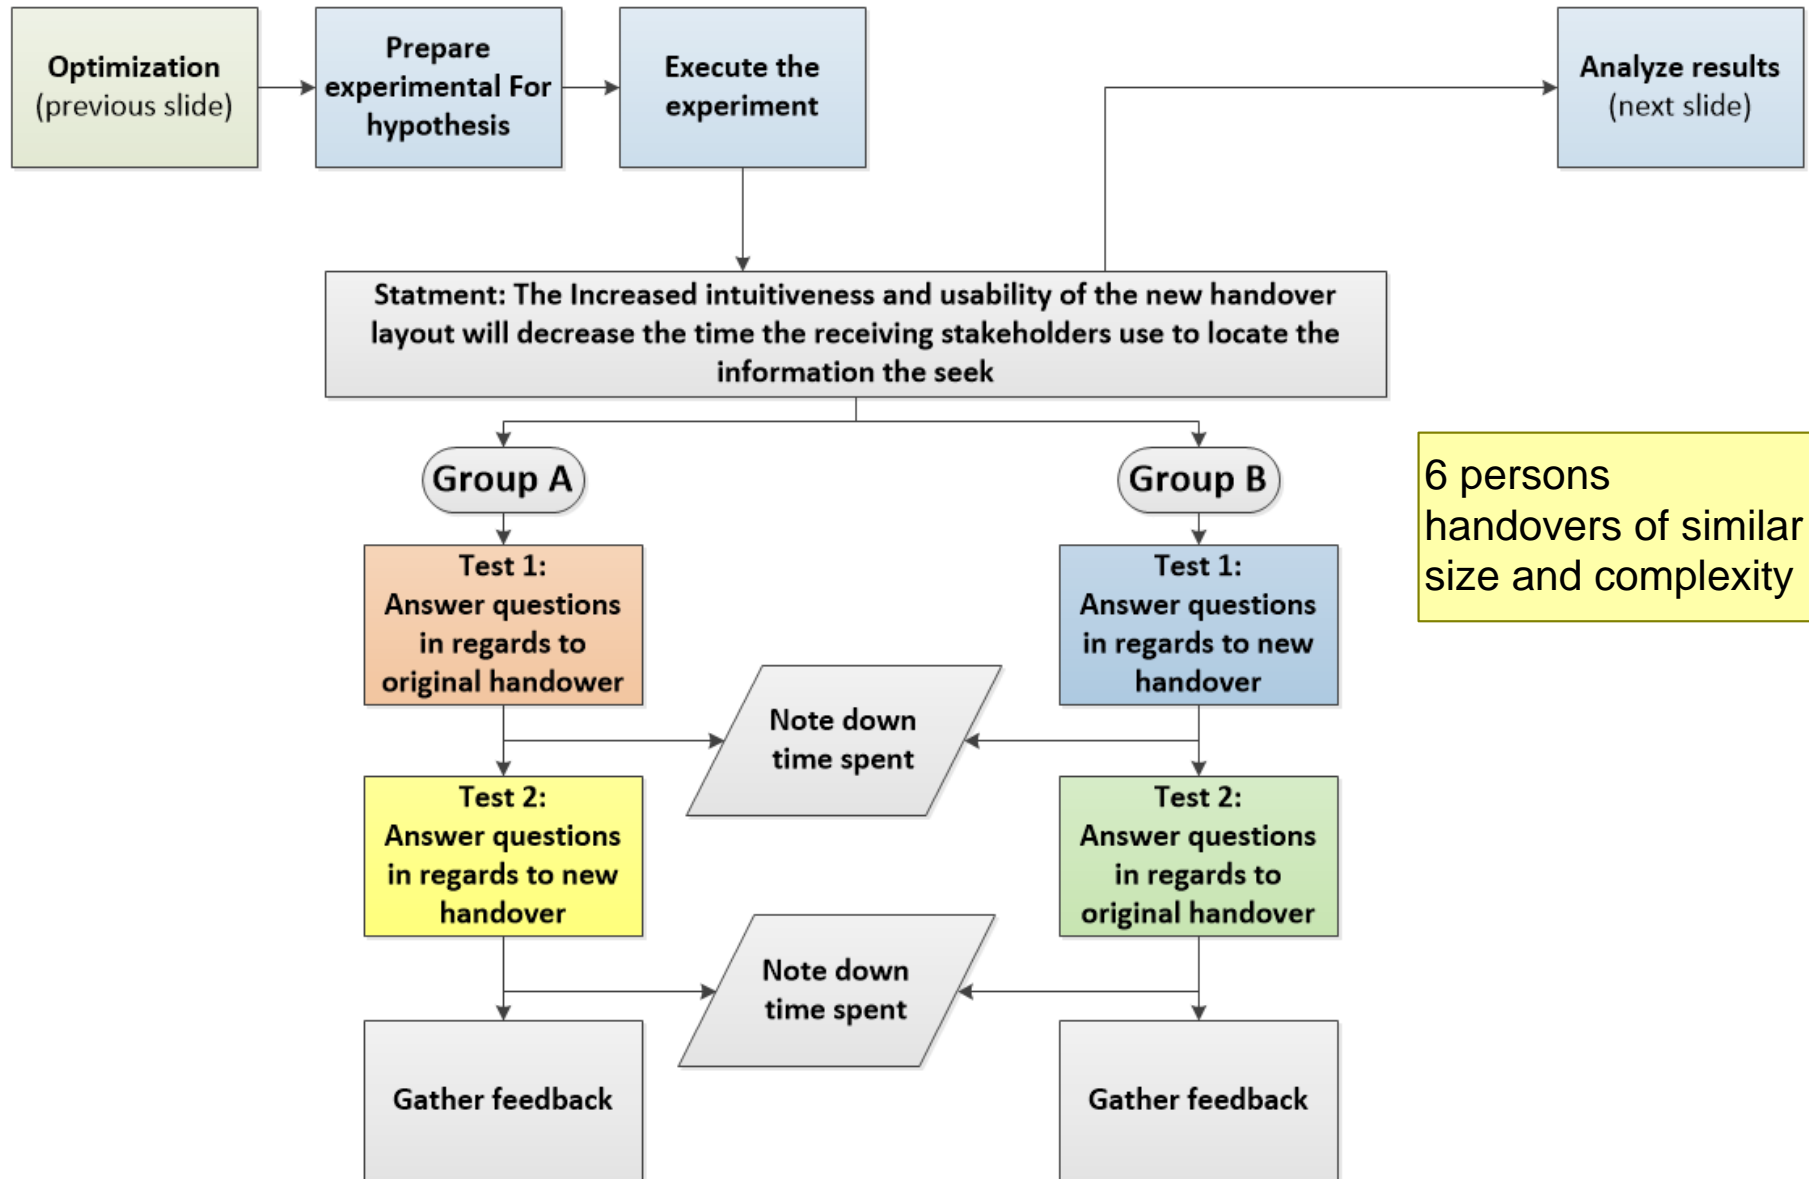 Optimization
(previous slide)
Prepare
experimental For
hypothesis
Execute the
experiment
Analyze results
(next slide)
Statment: The Increased intuitiveness and usability of the new handover
layout will decrease the time the receiving stakeholders use to locate the
information the seek
Group A
Group B
6 persons
handovers of similar
size and complexity
Test 1:
Answer questions
in regards to
original handower
Test 1:
Answer questions
in regards to new
handover
Note down
time spent
Test 2:
Answer questions
in regards to new
handover
Test 2:
Answer questions
in regards to
original handover
Note down
time spent
Gather feedback
Gather feedback